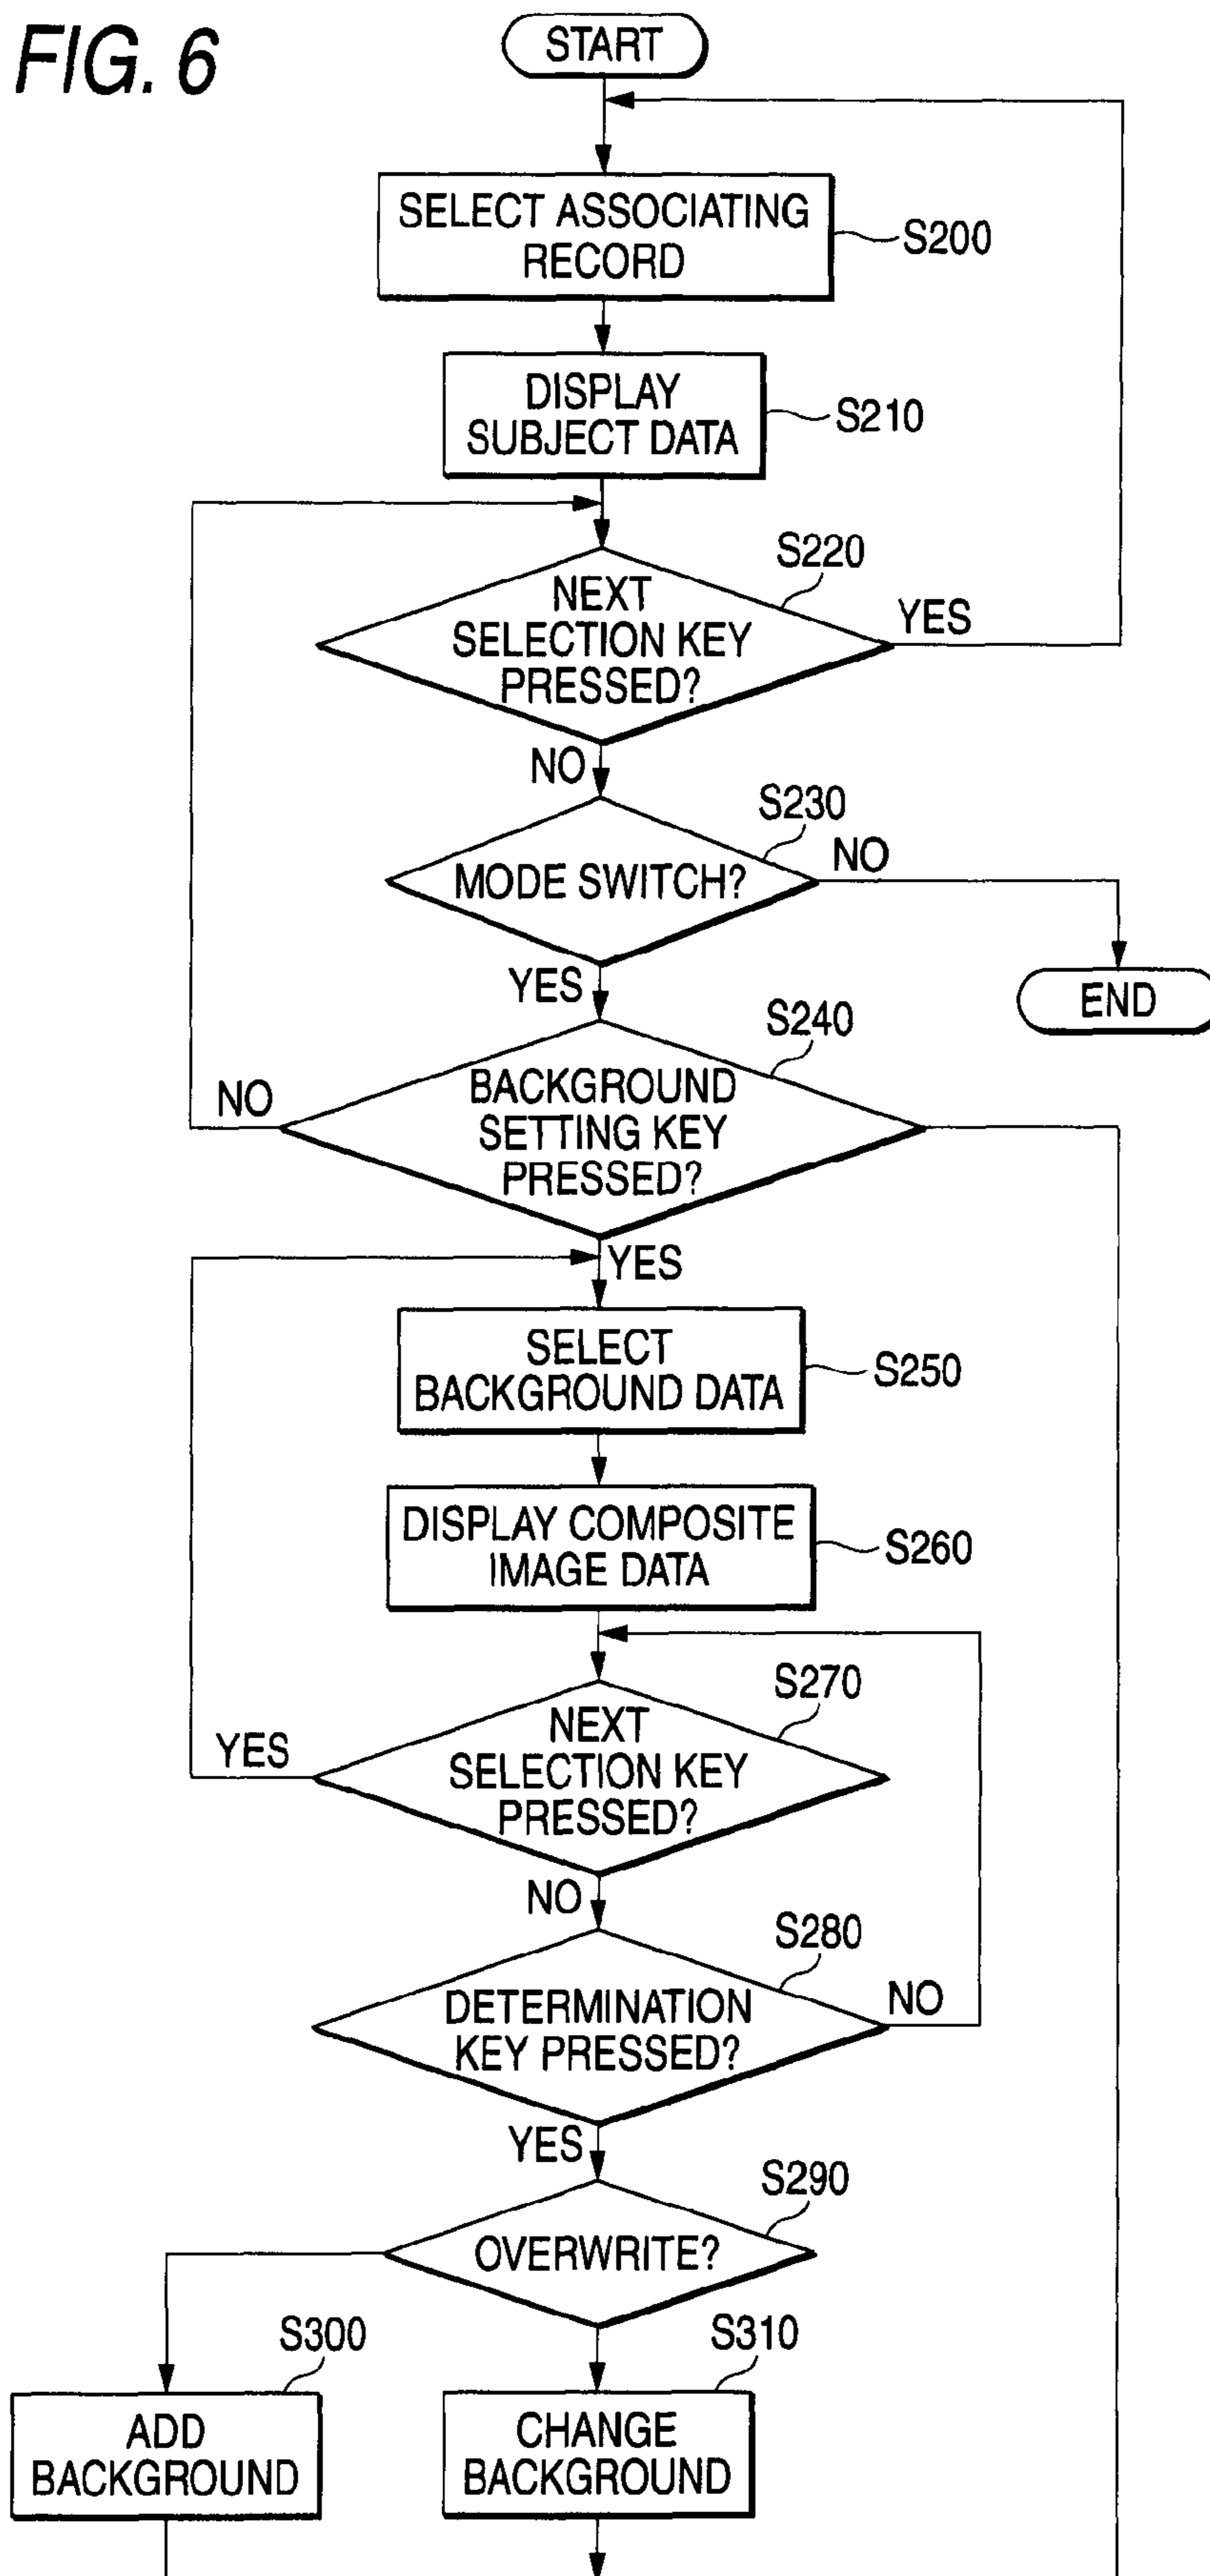 FIG. 6
START
SELECT ASSOCIATING
RECORD
S200
DISPLAY
SUBJECT DATA
S210
S220
NEXT
SELECTION KEY
PRESSED?
YES
NO
S230
MODE SWITCH?
NO
YES
END
S240
BACKGROUND
SETTING KEY
PRESSED?
NO
YES
SELECT
BACKGROUND DATA
S250
DISPLAY COMPOSITE
IMAGE DATA
S260
S270
NEXT
SELECTION KEY
PRESSED?
YES
NO
S280
DETERMINATION
KEY PRESSED?
NO
YES
S290
OVERWRITE?
S300
ADD
BACKGROUND
S310
CHANGE
BACKGROUND